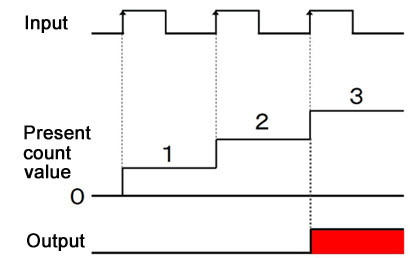 Input
1
2
3
Present
count
value
0
Output